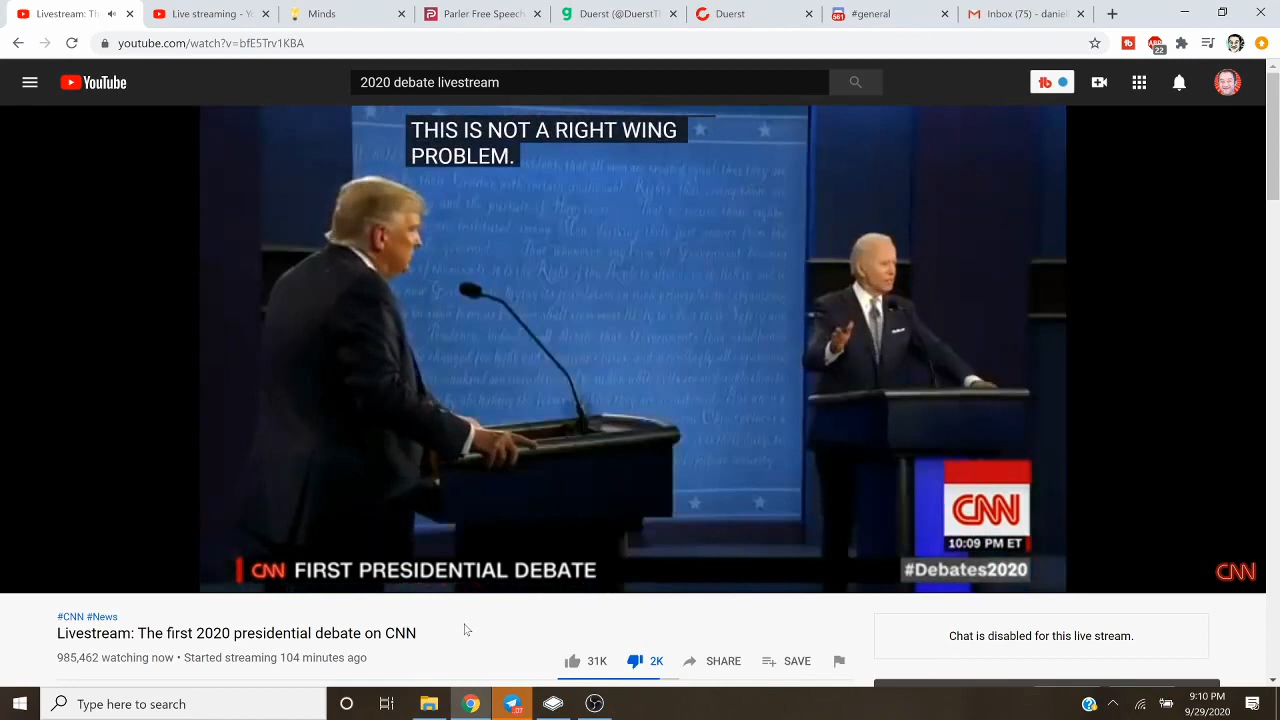 Livestream: Th
Live streaming - Yo
Minds
Parler Free Speech
Duerst (@DuerstTh
Duerst
561
#general
Inbox (75) - daniel
youtube.com/watch?v=bfE5Trv1KBA
22
YouTube
2020 debate livestream
THIS IS NOT A RIGHT WING
PROBLEM.
CNN
10:09 PM ET
CNN FIRST PRESIDENTIAL DEBATE
#Debates2020
CNN
#CNN #News
Livestream: The first 2020 presidential debate on CNN
985,462 watching now • Started streaming 104 minutes ago
31K
2K
SHARE
SAVE
Chat is disabled for this live stream.
Type here to search
9:10 PM
9/29/2020